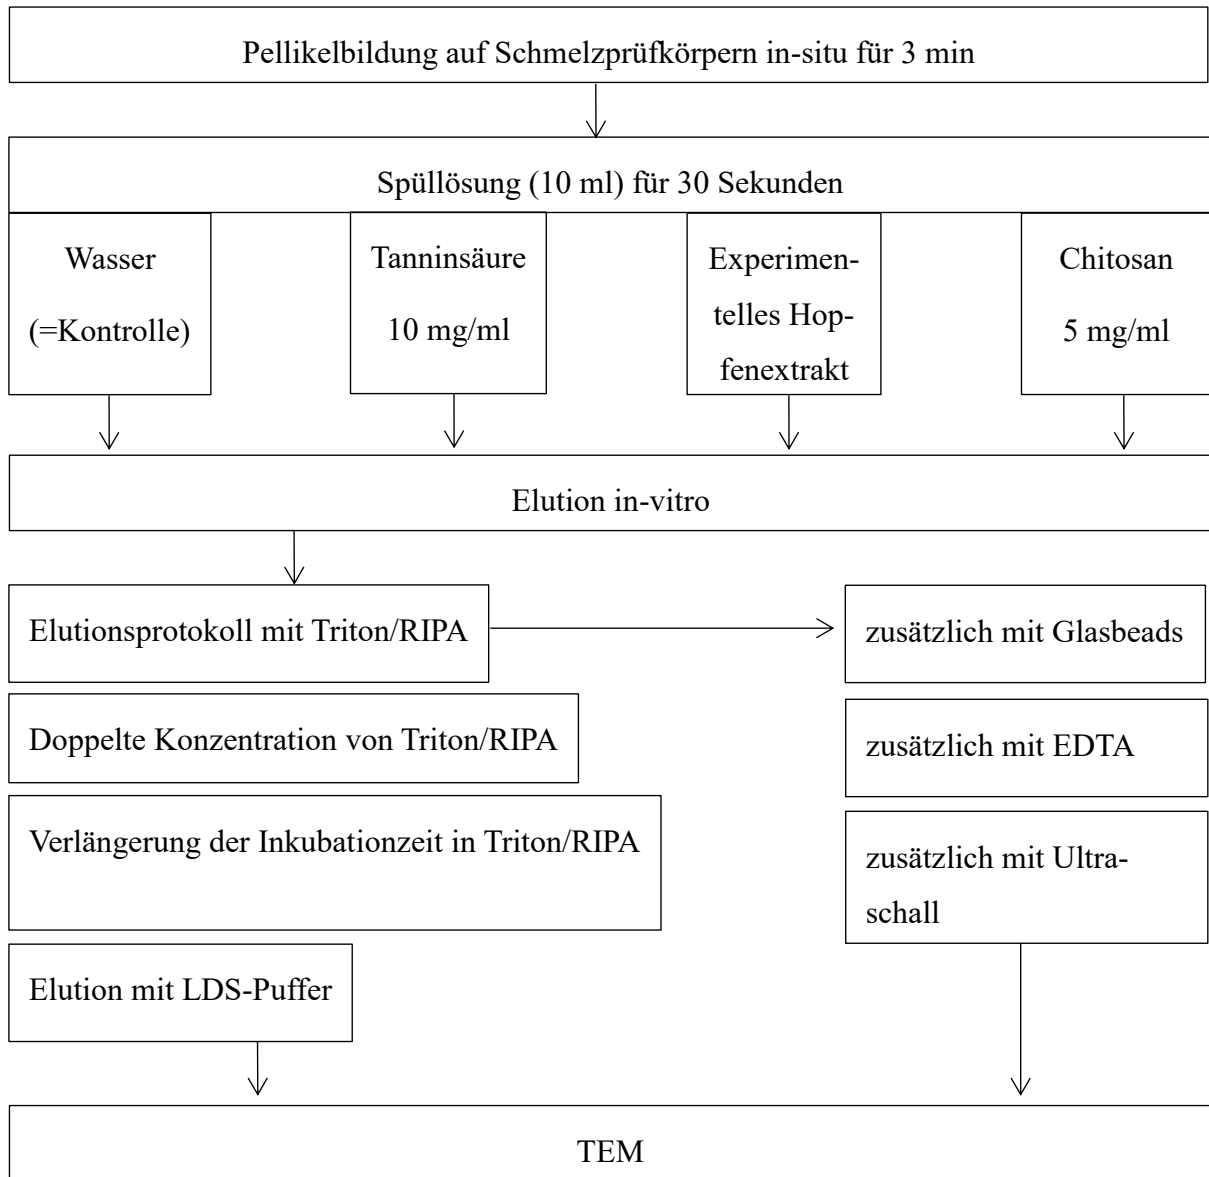 Pellikelbildung auf Schmelzprüfkörpern in-situ für 3 min
Spüllösung (10 ml) für 30 Sekunden
Wasser
(=Kontrolle)
Tanninsäure
10 mg/ml
Experimen-
telles Hop-
fenextrakt
Chitosan
5 mg/ml
Elution in-vitro
Elutionsprotokoll mit Triton/RIPA
zusätzlich mit Glasbeads
Doppelte Konzentration von Triton/RIPA
zusätzlich mit EDTA
Verlängerung der Inkubationzeit in Triton/RIPA
zusätzlich mit Ultra-
schall
Elution mit LDS-Puffer
TEM